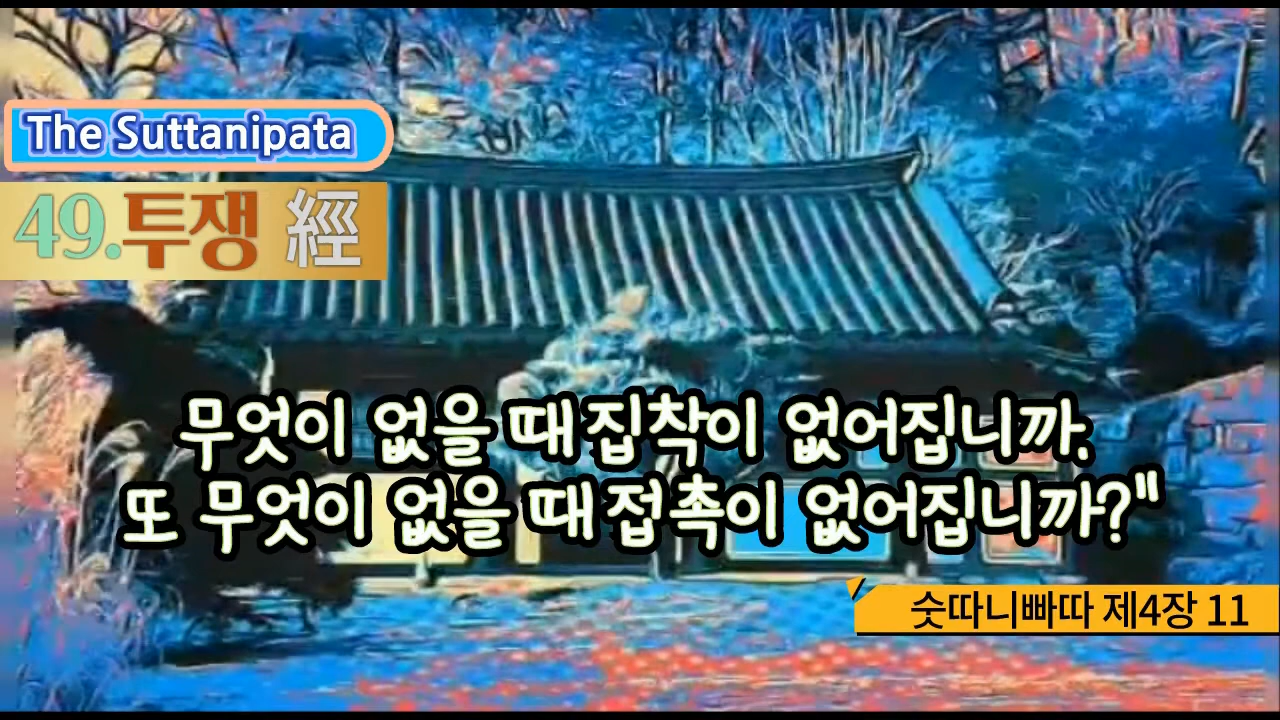 The Suttanipata
49.투쟁 經
무엇이 없을 때 집착이 없어집니까.
또 무엇이 없을 때 접촉이 없어집니까?"
숫따니빠따 제4장 11